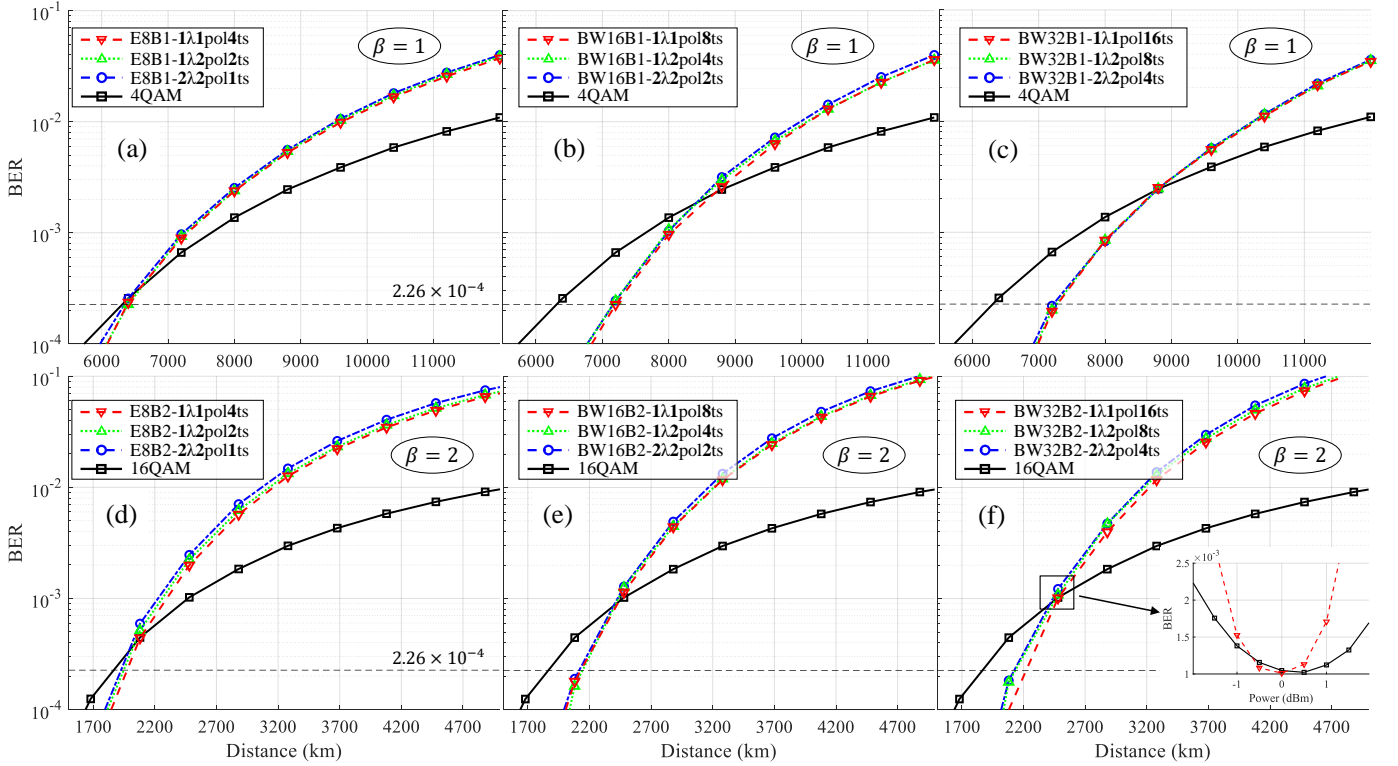 E8B1-1λ1pol4ts
E8B1-1λ2pol2ts
E8B1-2λ2pol1ts
4QAM
β = 1
(a)
2.26 × 10⁻⁴
BER
10⁻¹
10⁻²
10⁻³
10⁻⁴
6000 7000 8000 9000 10000 11000
BW16B1-1λ1pol8ts
BW16B1-1λ2pol4ts
BW16B1-2λ2pol2ts
4QAM
β = 1
(b)
6000 7000 8000 9000 10000 11000
BW32B1-1λ1pol16ts
BW32B1-1λ2pol8ts
BW32B1-2λ2pol4ts
4QAM
β = 1
(c)
6000 7000 8000 9000 10000 11000
E8B2-1λ1pol4ts
E8B2-1λ2pol2ts
E8B2-2λ2pol1ts
16QAM
β = 2
(d)
2.26 × 10⁻⁴
BER
10⁻¹
10⁻²
10⁻³
10⁻⁴
1700 2200 2700 3200 3700 4200 4700
Distance (km)
BW16B2-1λ1pol8ts
BW16B2-1λ2pol4ts
BW16B2-2λ2pol2ts
16QAM
β = 2
(e)
1700 2200 2700 3200 3700 4200 4700
Distance (km)
BW32B2-1λ1pol16ts
BW32B2-1λ2pol8ts
BW32B2-2λ2pol4ts
16QAM
β = 2
(f)
×10⁻³
2.5
2
1.5
1
BER
-1 0 1
Power (dBm)
1700 2200 2700 3200 3700 4200 4700
Distance (km)